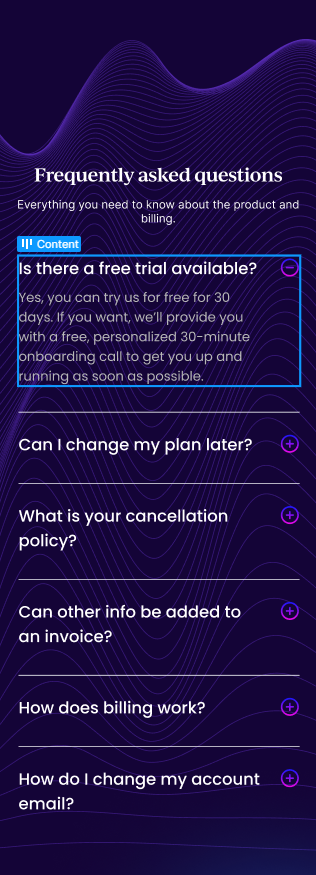 Frequently asked questions
Everything you need to know about the product and
billing.
Content
Is there a free trial available?
Yes, you can try us for free for 30
days. If you want, we’ll provide you
with a free, personalized 30-minute
onboarding call to get you up and
running as soon as possible.
Can I change my plan later?
What is your cancellation
policy?
Can other info be added to
an invoice?
How does billing work?
How do I change my account
email?